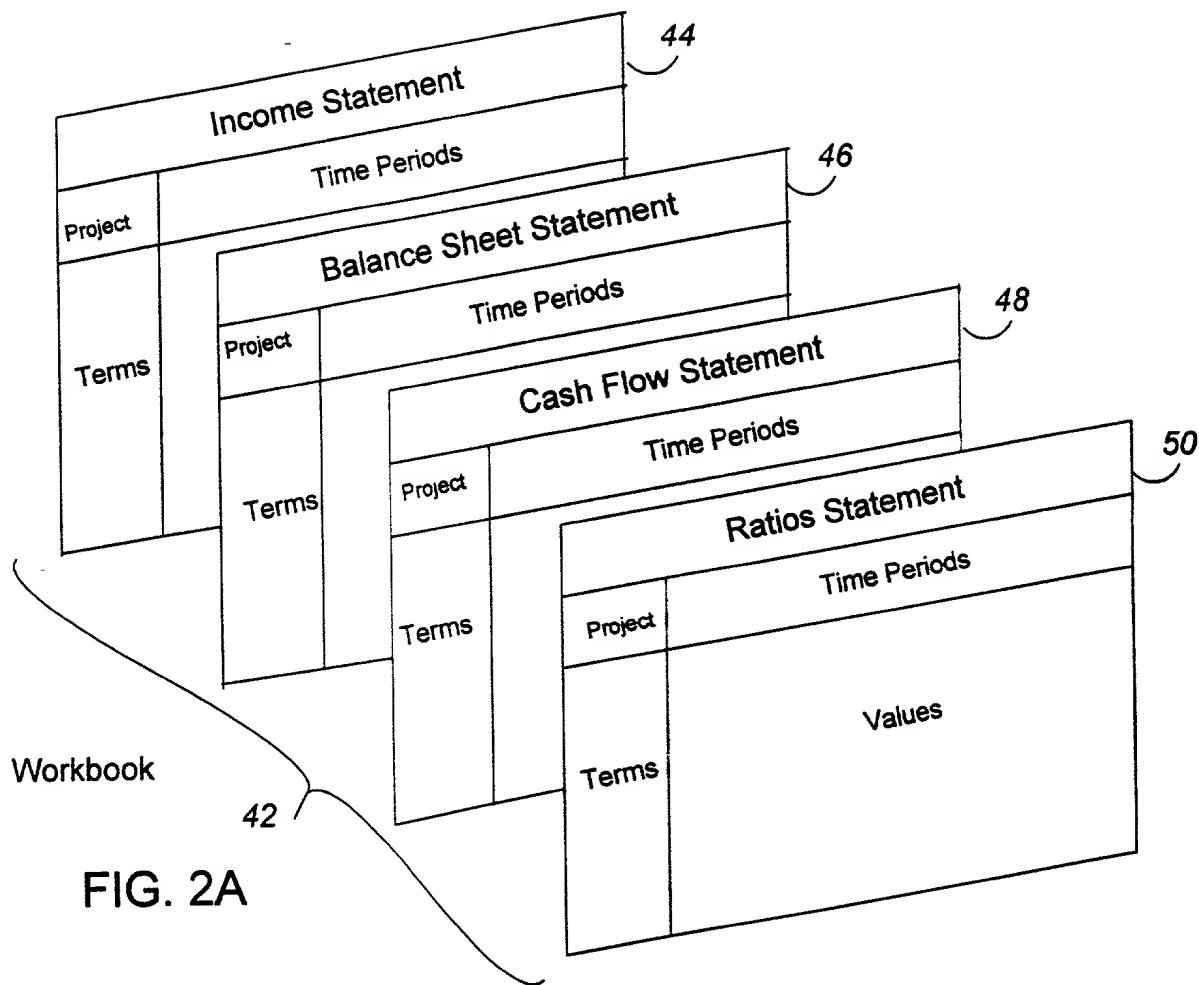 44
Income Statement
Time Periods
Project
Terms
46
Balance Sheet Statement
Time Periods
Project
Terms
48
Cash Flow Statement
Time Periods
Project
Terms
50
Ratios Statement
Time Periods
Project
Values
Terms
Workbook
42
FIG. 2A